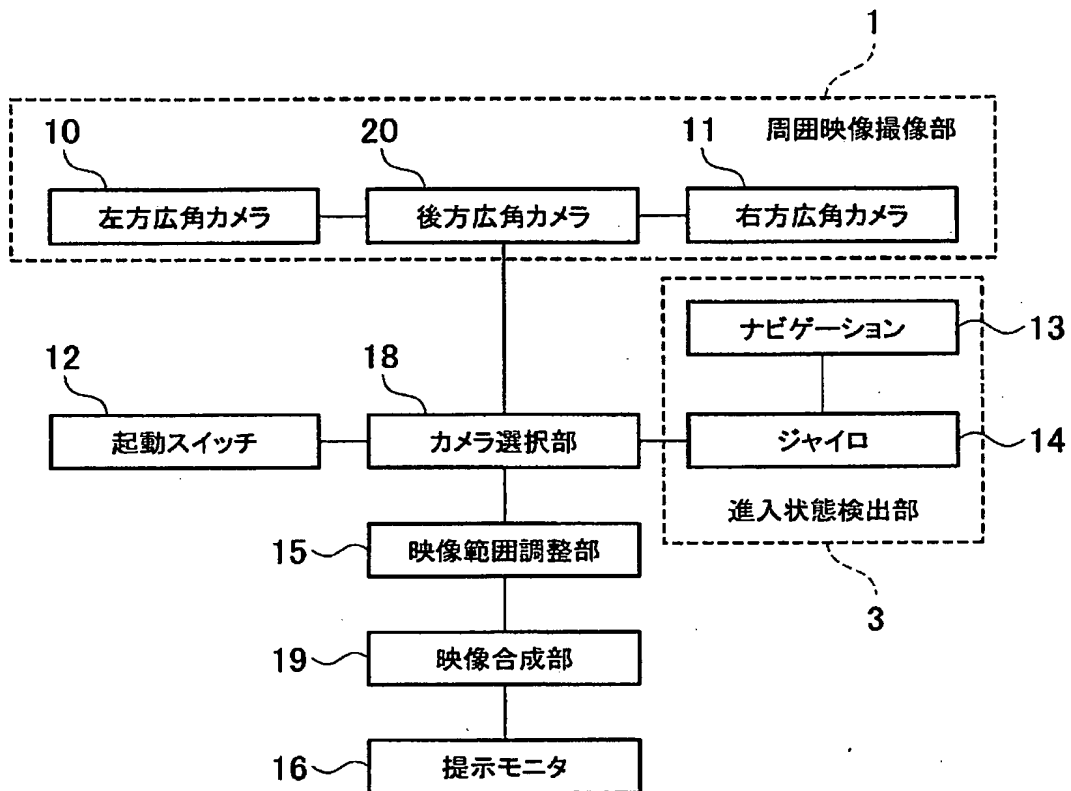 1
周囲映像撮像部
10
20
11
左方広角カメラ
後方広角カメラ
右方広角カメラ
ナビゲーション
13
12
18
起動スイッチ
カメラ選択部
ジャイロ
14
進入状態検出部
15
映像範囲調整部
3
19
映像合成部
16
提示モニタ